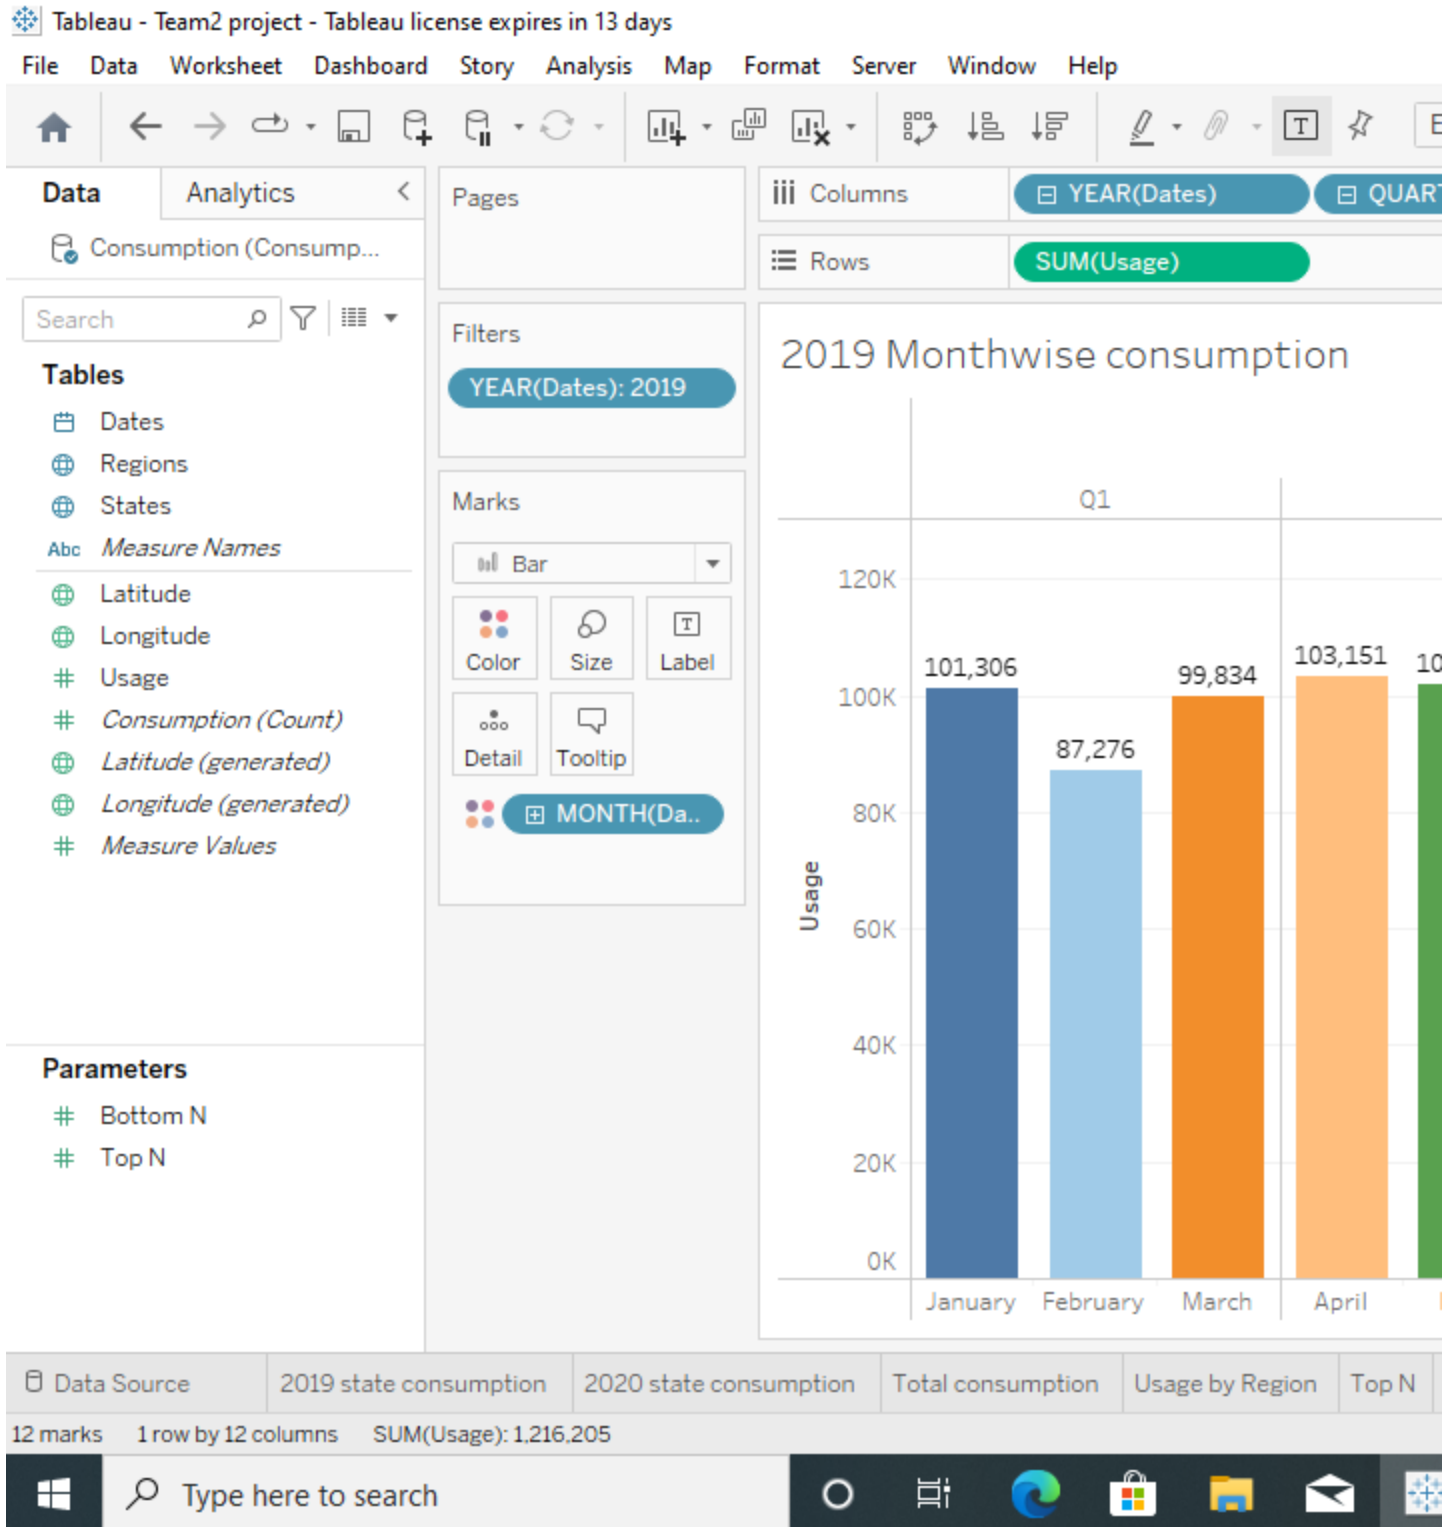 Tableau - Team2 project - Tableau license expires in 13 days
File Data Worksheet Dashboard Story Analysis Map Format Server Window Help
Data Analytics
Consumption (Consump...
Search
Tables
Dates
Regions
States
Abc Measure Names
Latitude
Longitude
Usage
Consumption (Count)
Latitude (generated)
Longitude (generated)
Measure Values
Parameters
Bottom N
Top N
Pages
Filters
YEAR(Dates): 2019
Marks
Bar
Color Size Label
Detail Tooltip
MONTH(Da..
Columns YEAR(Dates) QUART
Rows SUM(Usage)
2019 Monthwise consumption
Q1
120K
100K
80K
60K
40K
20K
0K
Usage
101,306
87,276
99,834
103,151
10
January February March April
Data Source 2019 state consumption 2020 state consumption Total consumption Usage by Region Top N
12 marks 1 row by 12 columns SUM(Usage): 1,216,205
Type here to search